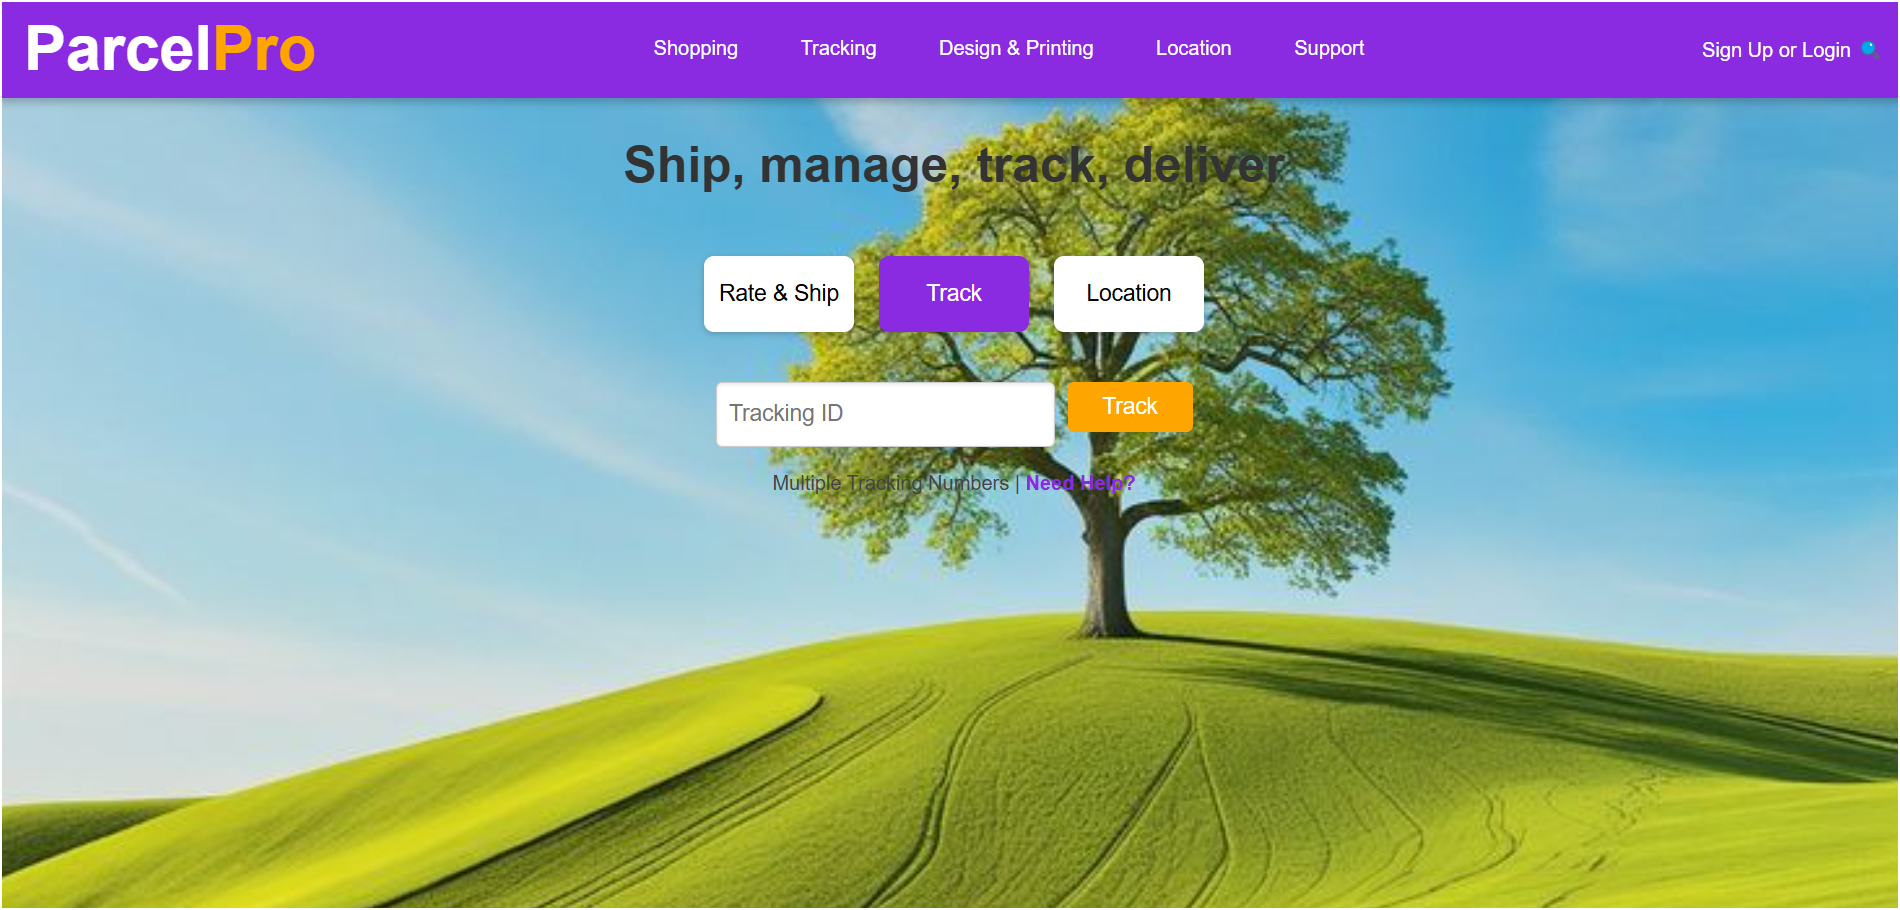 ParcelPro
Shopping Tracking Design & Printing Location Support
Sign Up or Login
Ship, manage, track, deliver
Rate & Ship Track Location
Tracking ID Track
Multiple Tracking Numbers | Need Help?